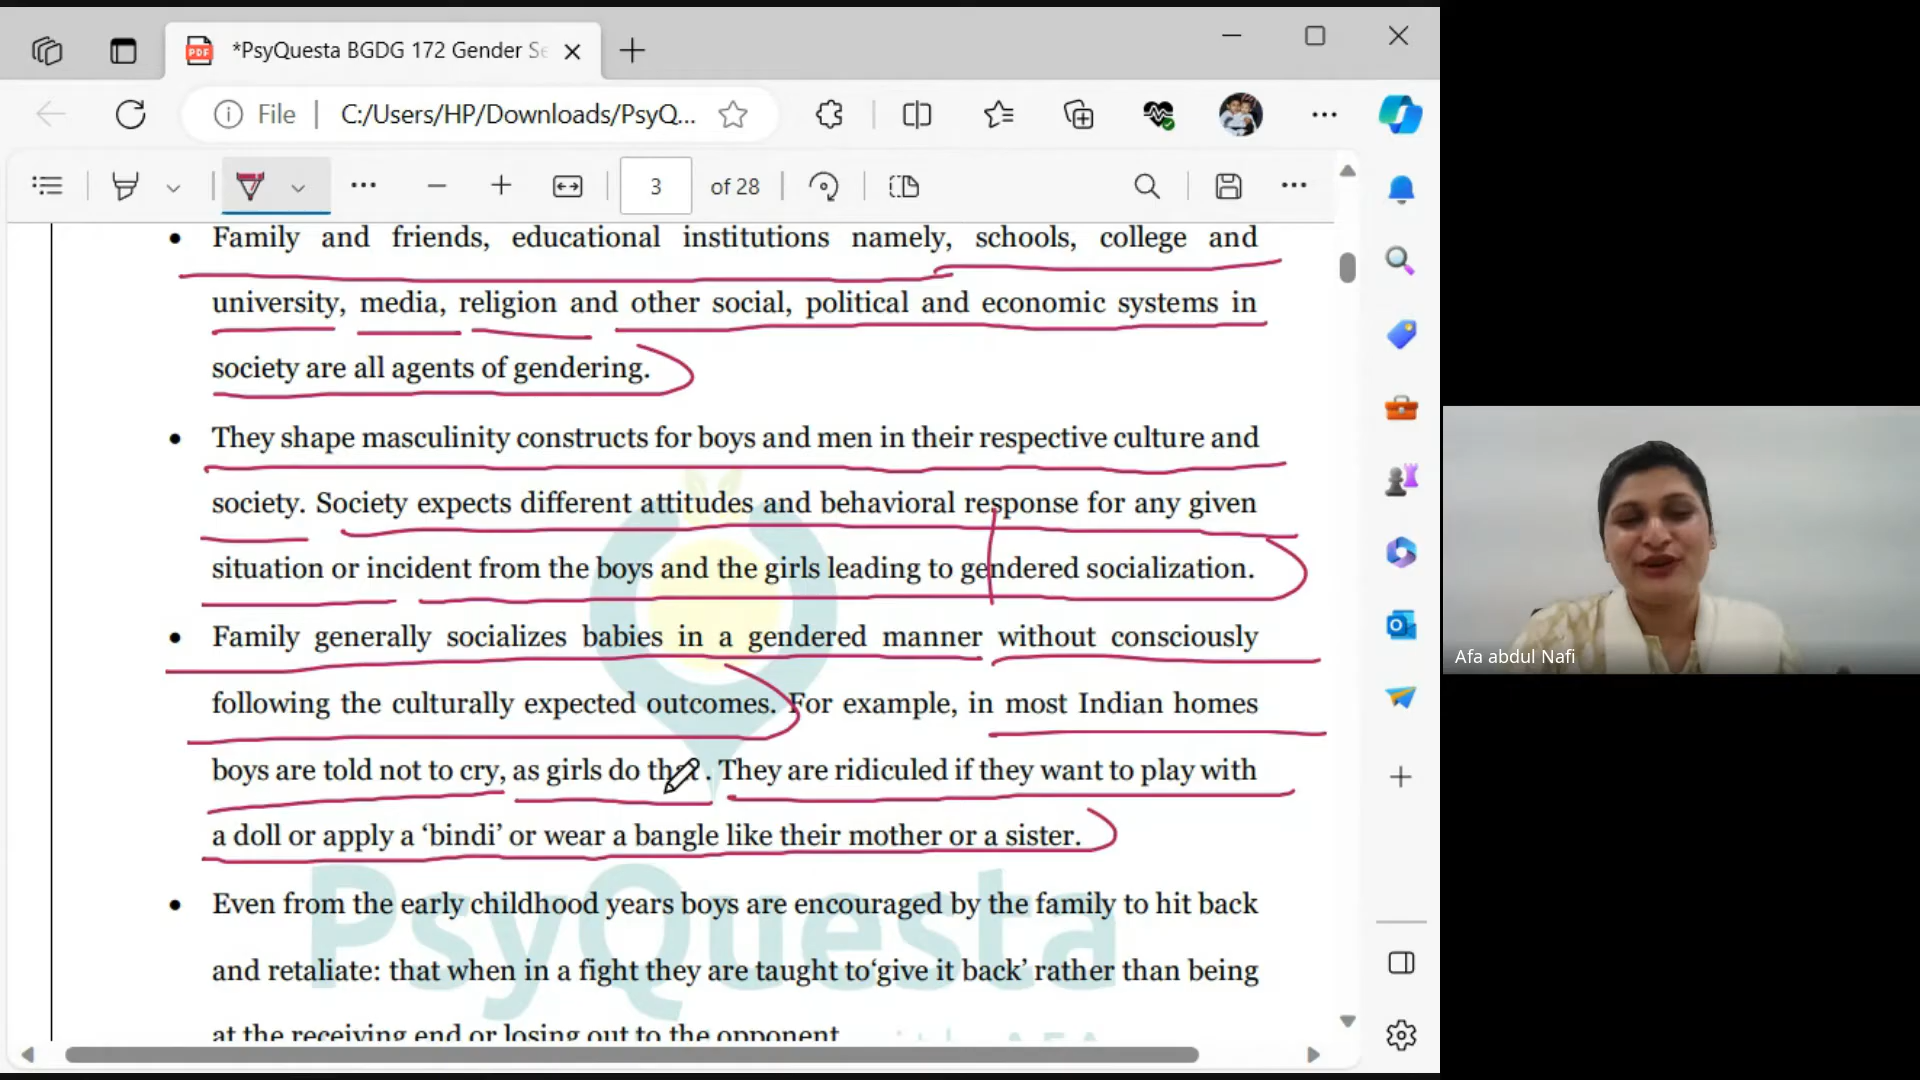 *PsyQuesta BGDG 172 Gender Se
File
C:/Users/HP/Downloads/PsyQ...
3 of 28
Family and friends, educational institutions namely, schools, college and
university, media, religion and other social, political and economic systems in
society are all agents of gendering.
They shape masculinity constructs for boys and men in their respective culture and
society. Society expects different attitudes and behavioral response for any given
situation or incident from the boys and the girls leading to gendered socialization.
Family generally socializes babies in a gendered manner without consciously
following the culturally expected outcomes. For example, in most Indian homes
boys are told not to cry, as girls do that. They are ridiculed if they want to play with
a doll or apply a ‘bindi’ or wear a bangle like their mother or a sister.
Even from the early childhood years boys are encouraged by the family to hit back
and retaliate: that when in a fight they are taught to‘give it back’ rather than being
at the receiving end or losing out to the opponent
PsyQuesta
Afa abdul Nafi